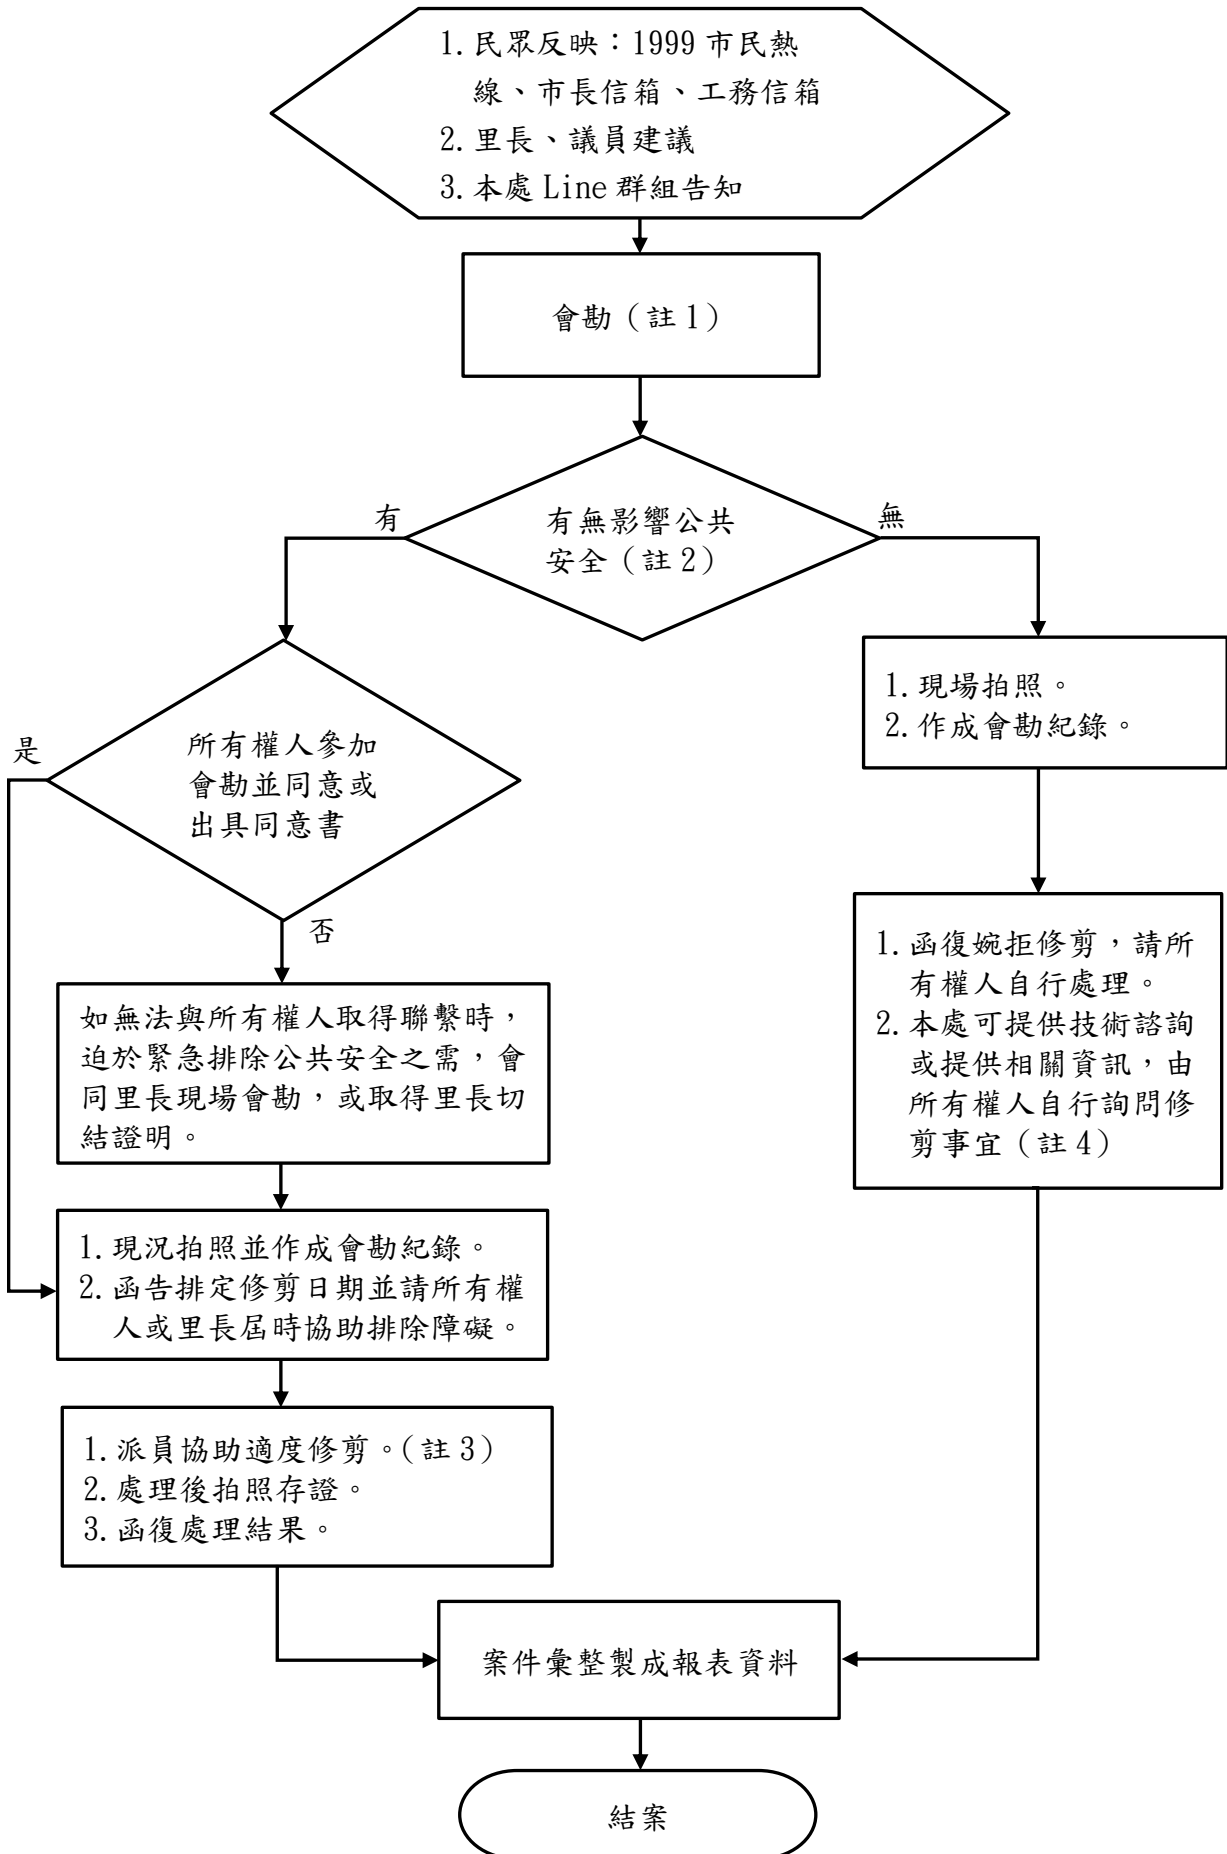 1. 民眾反映：1999 市民熱
線、市長信箱、工務信箱
2. 里長、議員建議
3. 本處 Line 群組告知
會勘（註 1）
有無影響公共
安全（註 2）
有
無
所有權人參加
會勘並同意或
出具同意書
是
否
如無法與所有權人取得聯繫時，
迫於緊急排除公共安全之需，會
同里長現場會勘，或取得里長切
結證明。
1. 現況拍照並作成會勘紀錄。
2. 函告排定修剪日期並請所有權
人或里長屆時協助排除障礙。
1. 派員協助適度修剪。(註 3)
2. 處理後拍照存證。
3. 函復處理結果。
1. 現場拍照。
2. 作成會勘紀錄。
1. 函復婉拒修剪，請所
有權人自行處理。
2. 本處可提供技術諮詢
或提供相關資訊，由
所有權人自行詢問修
剪事宜（註 4）
案件彙整製成報表資料
結案